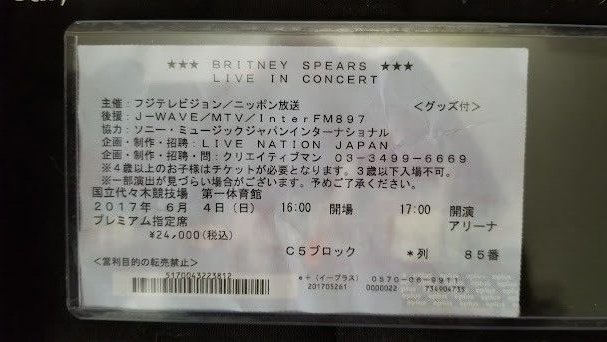 ★★★ BRITNEY SPEARS ★★★
LIVE IN CONCERT
主催:フジテレビジョン/ニッポン放送 <グッズ付>
後援:J-WAVE/MTV/InterFM897
協力:ソニー・ミュージックジャパンインターナショナル
企画・制作・招聘:LIVE NATION JAPAN
企画・制作・招聘・問:クリエイティブマン 03-3499-6669
※4歳以上のお子様はチケットが必要となります。3歳以下入場不可。
※一部演出が見づらい場合がございます。予めご了承ください。
国立代々木競技場 第一体育館
2017年 6月 4日(日) 16:00 開場 17:00 開演
プレミアム指定席 アリーナ
¥24,000(税込)
C5ブロック *列 85番
<営利目的の転売禁止>
5170043223812
e+(イープラス) 0570-06-9911
201705261 0000022 734904733